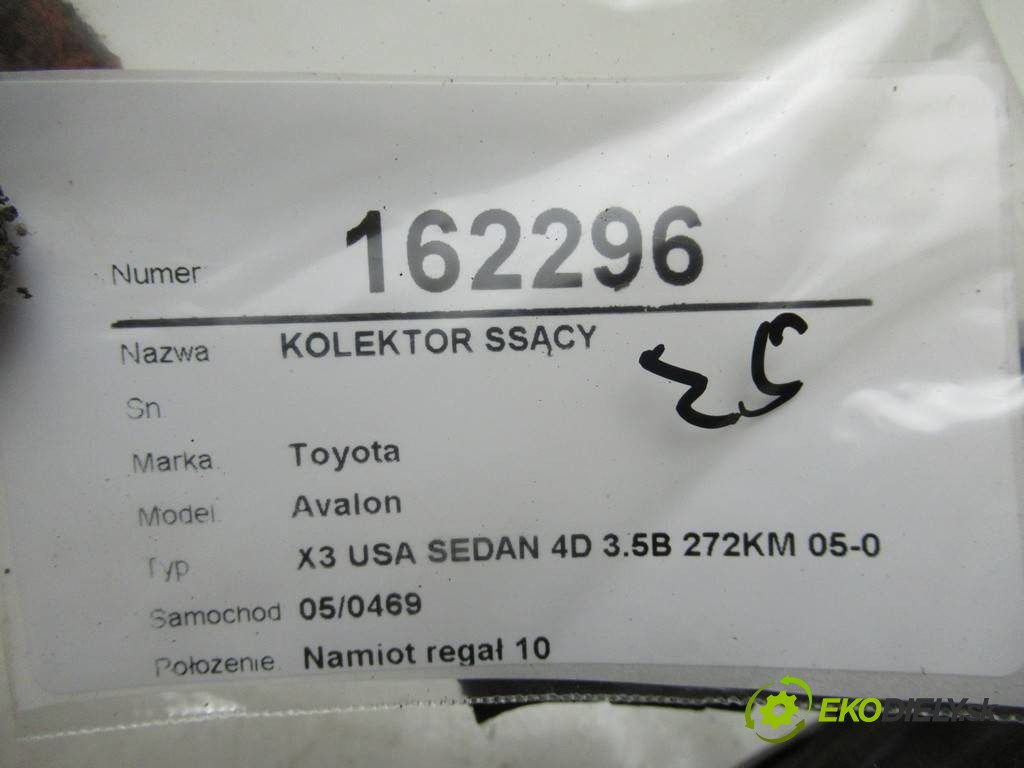 Numer 162296
Nazwa KOLEKTOR SSĄCY
Sn.
Marka. Toyota
Model. Avalon
Typ X3 USA SEDAN 4D 3.5B 272KM 05-0
Samochod 05/0469
Położenie. Namiot regał 10
EKODIELY.sk